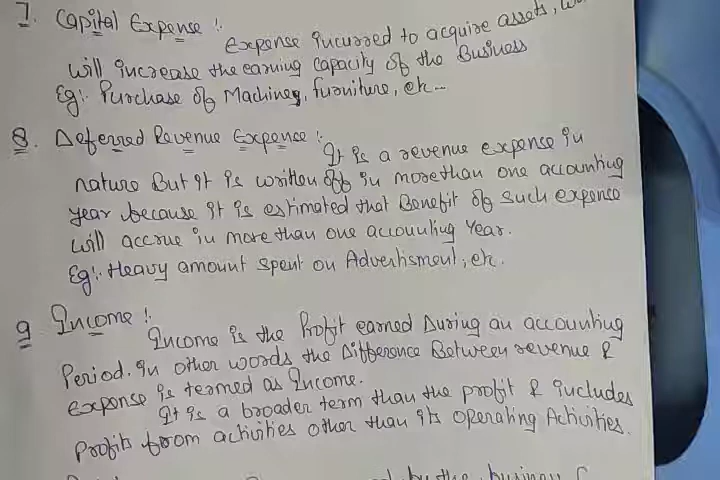 7. Capital Expense :-
Expense incurred to acquire assets,
will increase the earning capacity of the Business
Eg:- Purchase of Machines, furniture, etc...
8. Deferred Revenue Expense :-
It is a revenue expense in
nature But it is written off in more than one accounting
year because it is estimated that Benefit of such expense
will accrue in more than one accounting Year.
Eg:- Heavy amount spent on Advertisment, etc.
9 Income :-
Income is the Profit earned During an accounting
Period. In other words the Difference Between revenue &
expense is termed as Income.
It is a broader term than the profit & includes
Profits from activities other than its operating Activities.
by the business